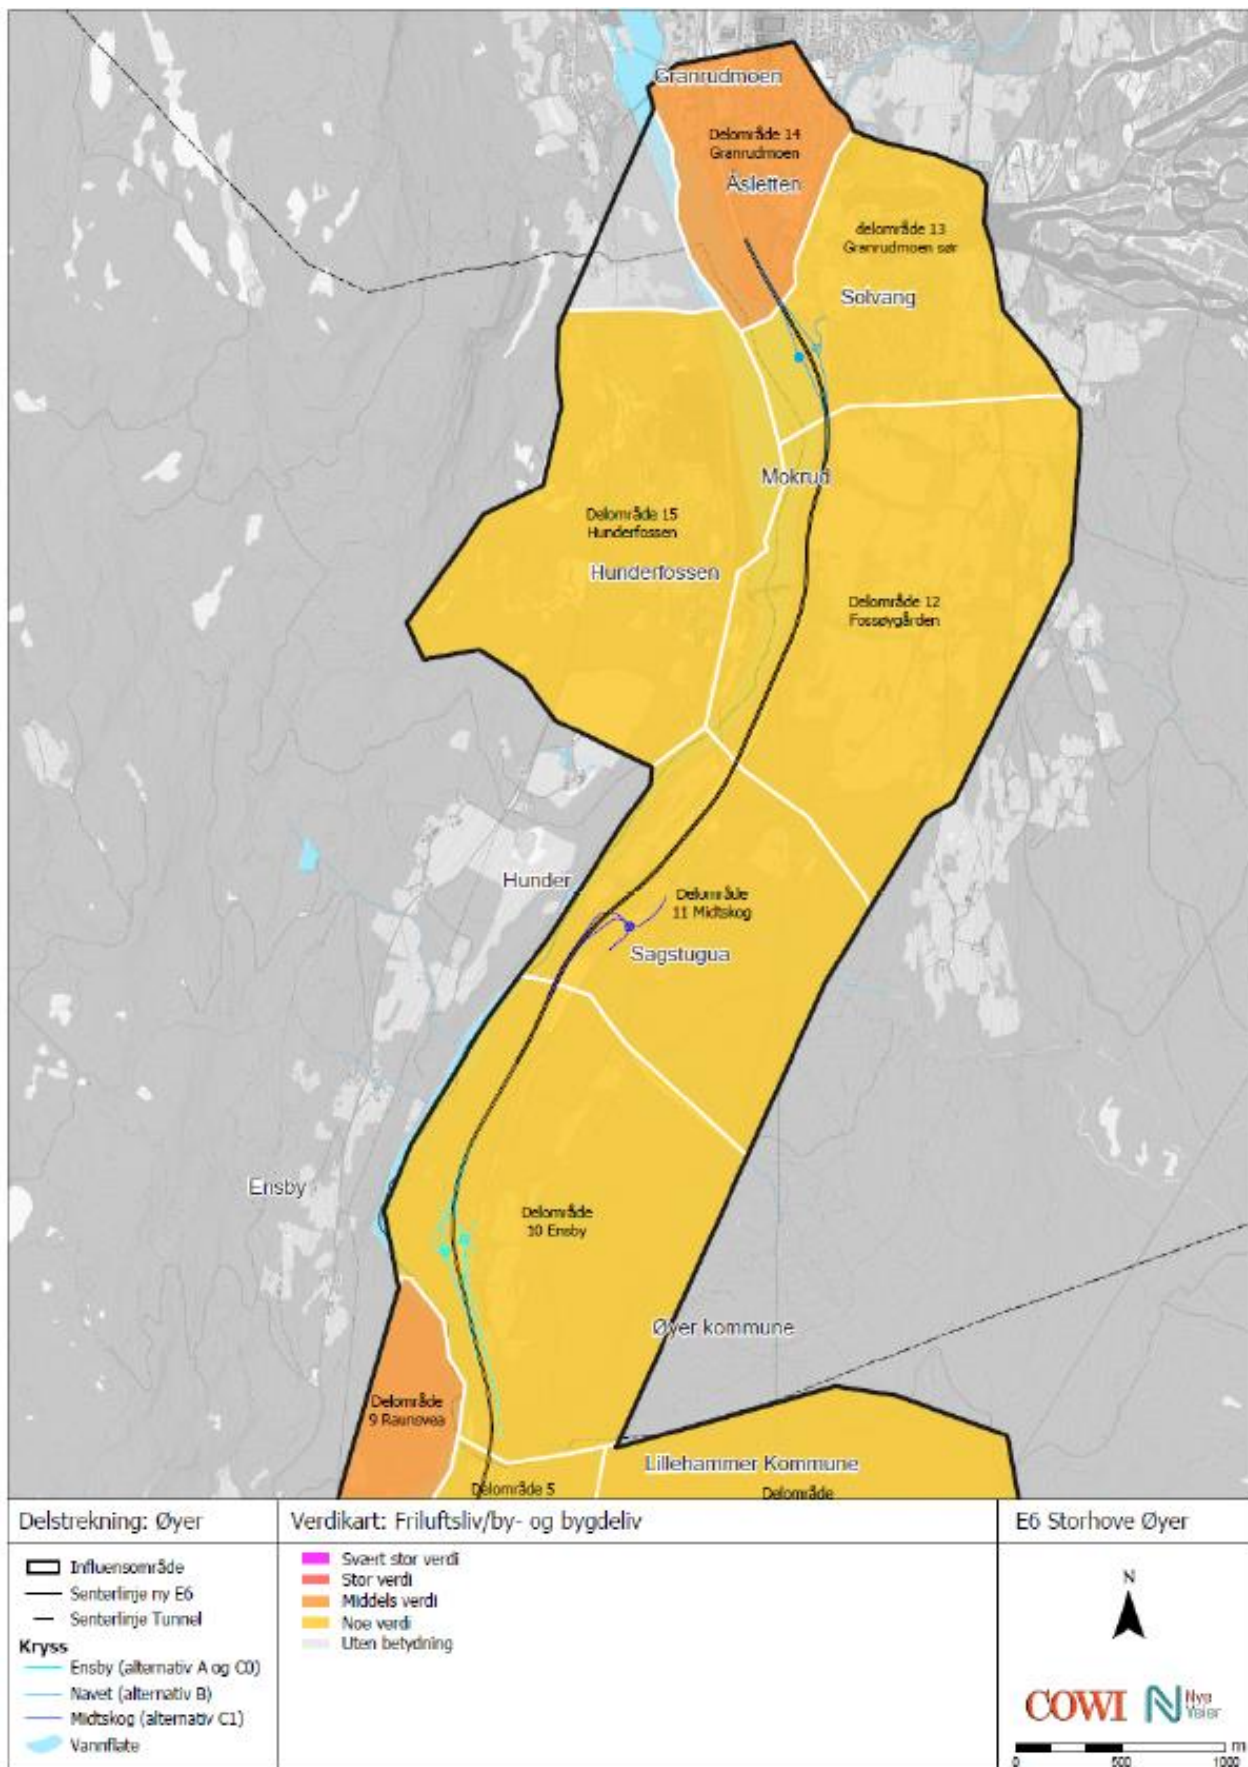 Granrudmoen
Delområde 14
Granrudmoen
Åsletten
delområde 13
Granrudmoen sør
Solvang
Mokrud
Delområde 15
Hunderfossen
Hunderfossen
Delområde 12
Fossøygården
Hunder
Delområde
11 Midtskog
Sagstugua
Ensby
Delområde
10 Ensby
Øyer kommune
Delområde
9 Raunsvea
Lillehammer Kommune
Delområde 5
Delområde
Delstrekning: Øyer
Verdikart: Friluftsliv/by- og bygdeliv
E6 Storhove Øyer
Influensområde
Senterlinje ny E6
Senterlinje Tunnel
Kryss
Ensby (alternativ A og C0)
Navet (alternativ B)
Midtskog (alternativ C1)
Vannflate
Svært stor verdi
Stor verdi
Middels verdi
Noe verdi
Uten betydning
N
COWI
Nye
Veier
m
0 500 1000